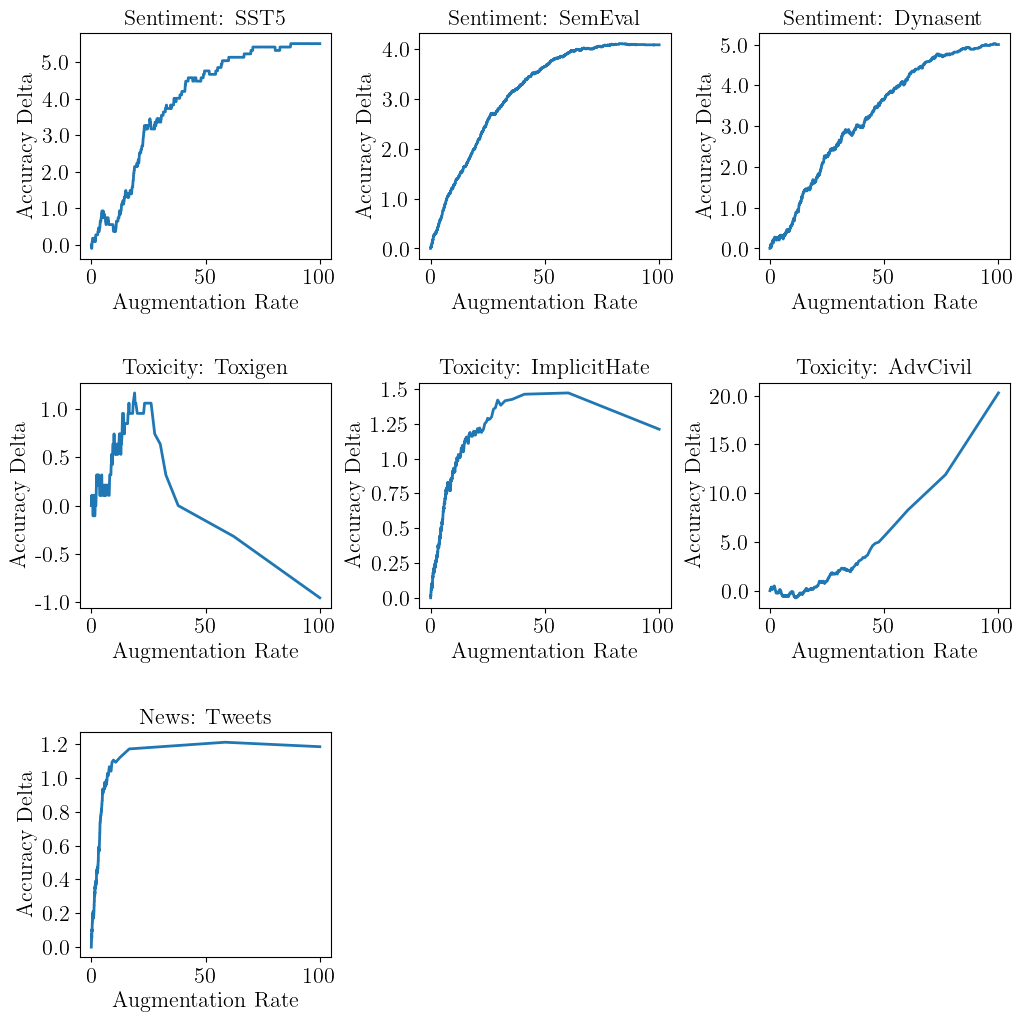 Sentiment: SST5
Accuracy Delta
5.0
4.0
3.0
2.0
1.0
0.0
0
50
100
Augmentation Rate
Sentiment: SemEval
Accuracy Delta
4.0
3.0
2.0
1.0
0.0
0
50
100
Augmentation Rate
Sentiment: Dynasent
Accuracy Delta
5.0
4.0
3.0
2.0
1.0
0.0
0
50
100
Augmentation Rate
Toxicity: Toxigen
Accuracy Delta
1.0
0.5
0.0
-0.5
-1.0
0
50
100
Augmentation Rate
Toxicity: ImplicitHate
Accuracy Delta
1.5
1.25
1.0
0.75
0.5
0.25
0.0
0
50
100
Augmentation Rate
Toxicity: AdvCivil
Accuracy Delta
20.0
15.0
10.0
5.0
0.0
0
50
100
Augmentation Rate
News: Tweets
Accuracy Delta
1.2
1.0
0.8
0.6
0.4
0.2
0.0
0
50
100
Augmentation Rate